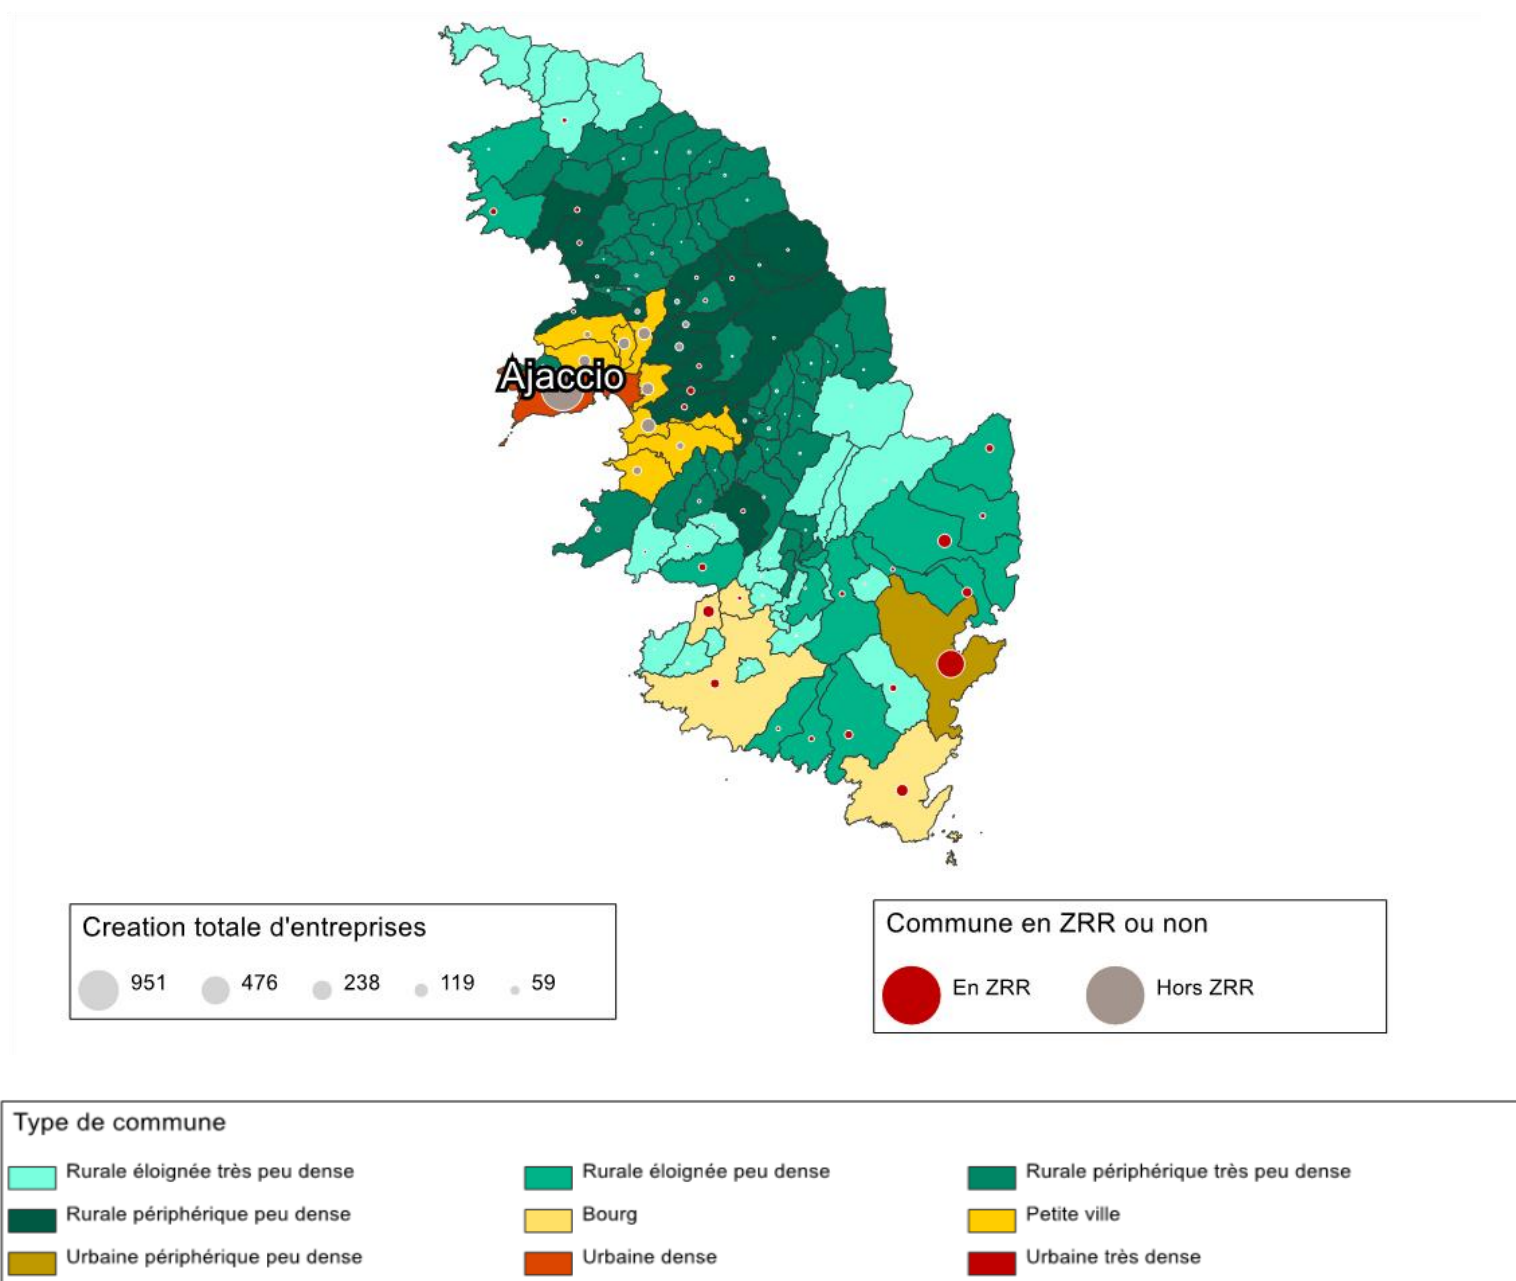 Ajaccio
Creation totale d'entreprises
951 476 238 119 59
Commune en ZRR ou non
En ZRR Hors ZRR
Type de commune
Rurale éloignée très peu dense Rurale éloignée peu dense Rurale périphérique très peu dense
Rurale périphérique peu dense Bourg Petite ville
Urbaine périphérique peu dense Urbaine dense Urbaine très dense